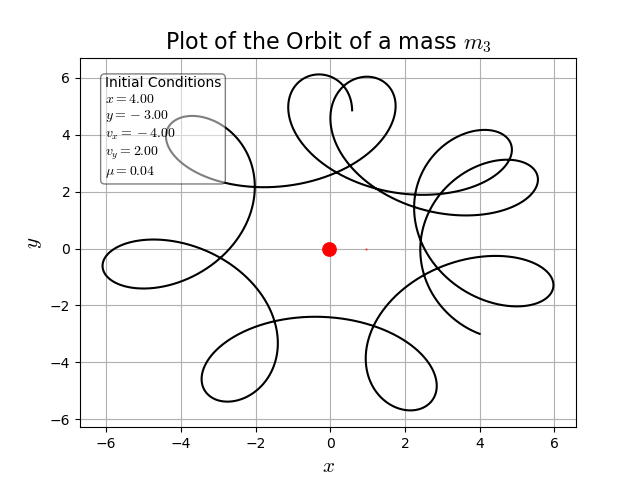 Plot of the Orbit of a mass m₃
Initial Conditions
x = 4.00
y = −3.00
vₓ = −4.00
v_y = 2.00
μ = 0.04
6
4
2
0
−2
−4
−6
y
−6 −4 −2 0 2 4 6
x